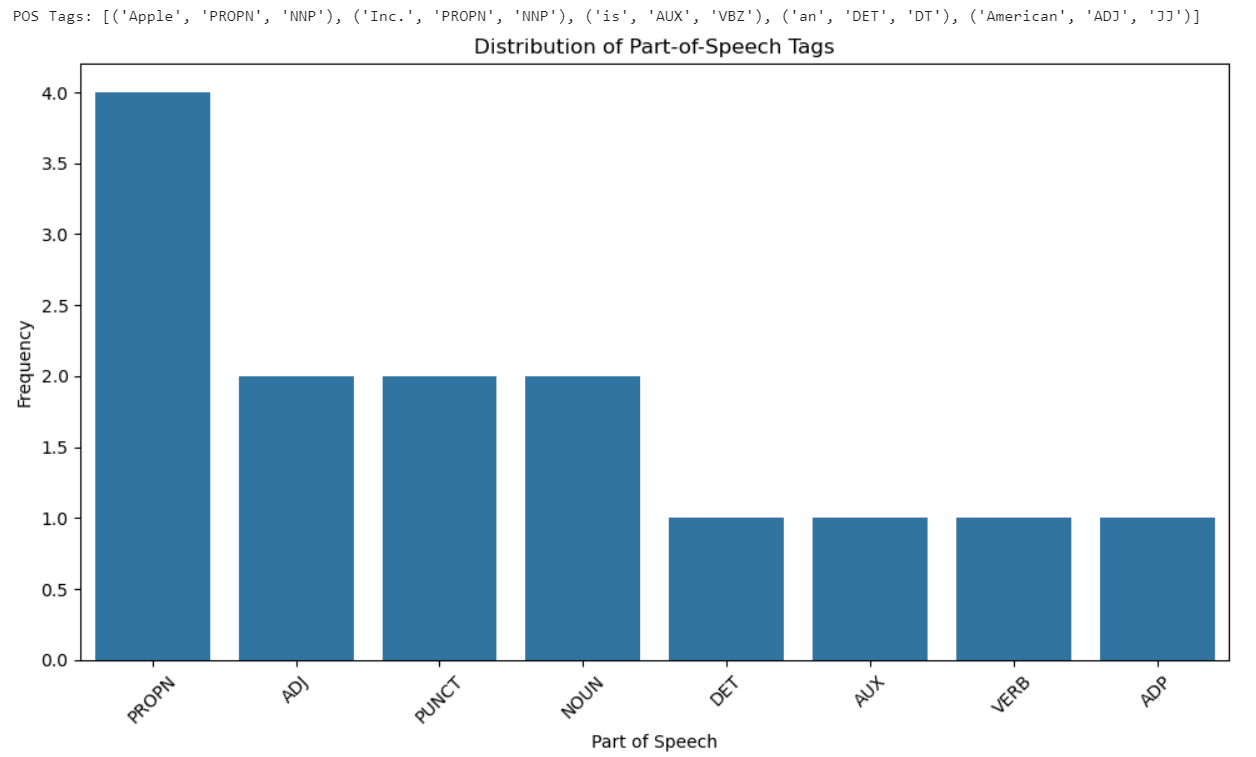 POS Tags: [('Apple', 'PROPN', 'NNP'), ('Inc.', 'PROPN', 'NNP'), ('is', 'AUX', 'VBZ'), ('an', 'DET', 'DT'), ('American', 'ADJ', 'JJ')]
Distribution of Part-of-Speech Tags
4.0
3.5
3.0
2.5
2.0
1.5
1.0
0.5
0.0
Frequency
PROPN
ADJ
PUNCT
NOUN
DET
AUX
VERB
ADP
Part of Speech